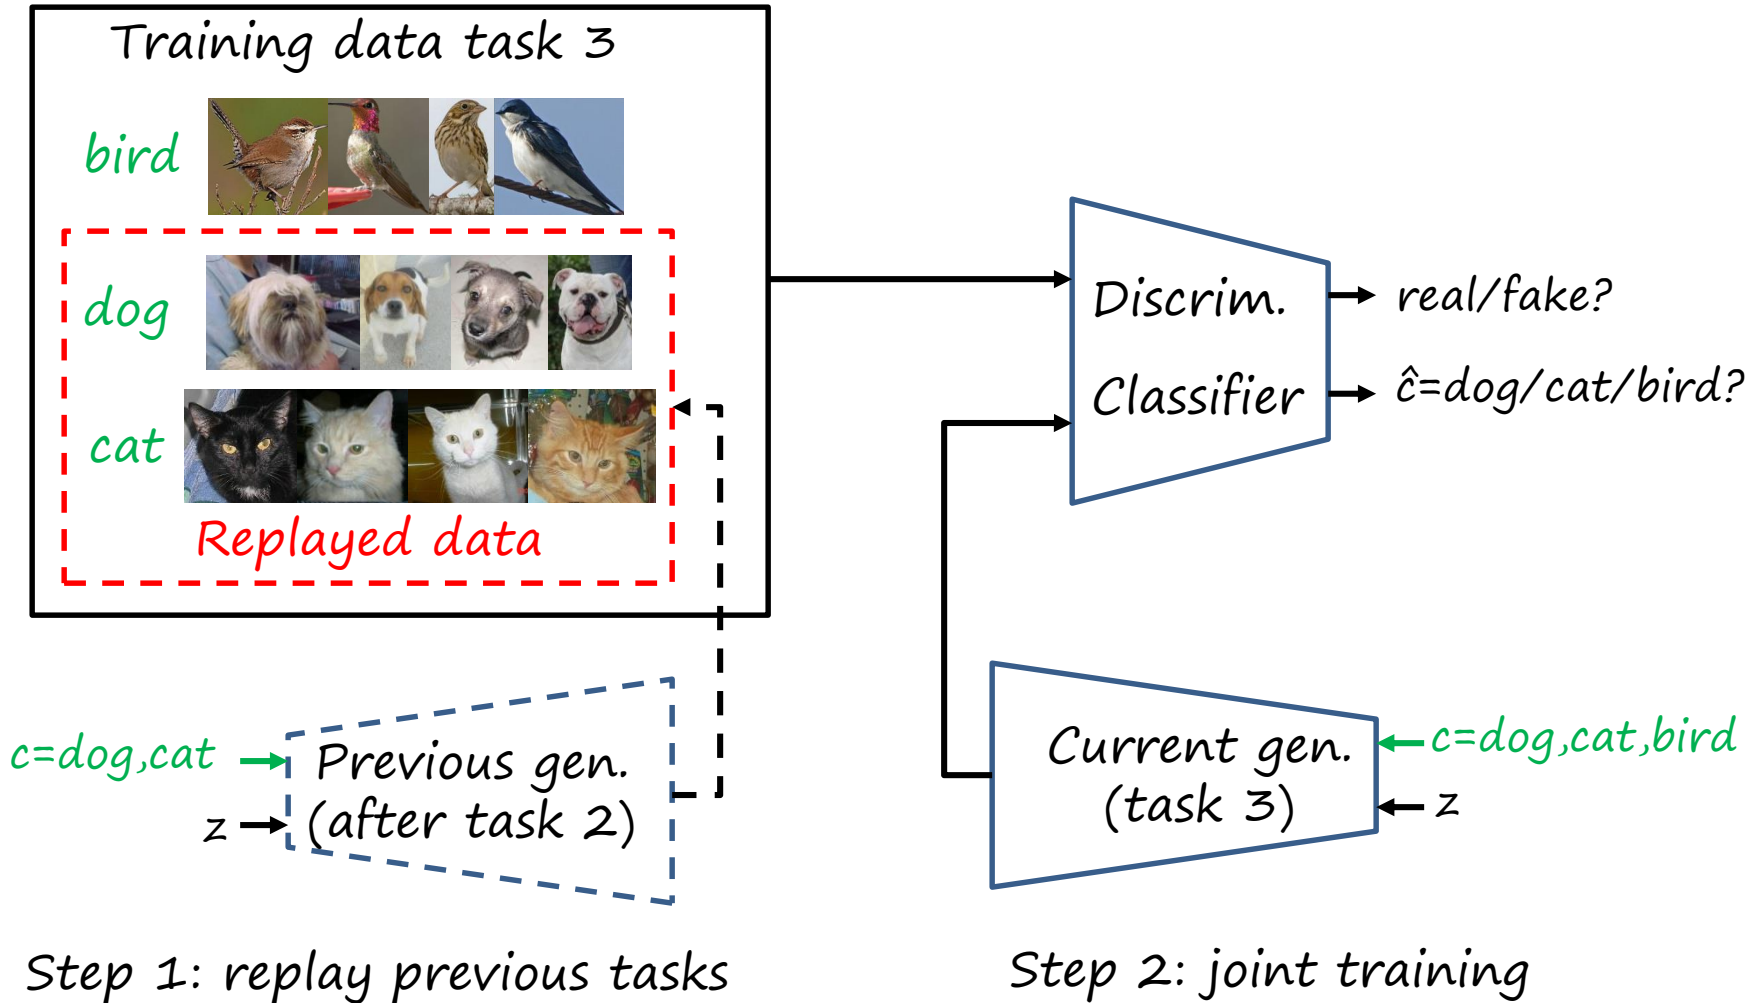 Training data task 3
bird
dog
cat
Replayed data
c=dog,cat
z
Previous gen.
(after task 2)
Step 1: replay previous tasks
Discrim.
Classifier
real/fake?
ĉ=dog/cat/bird?
Current gen.
(task 3)
c=dog,cat,bird
z
Step 2: joint training